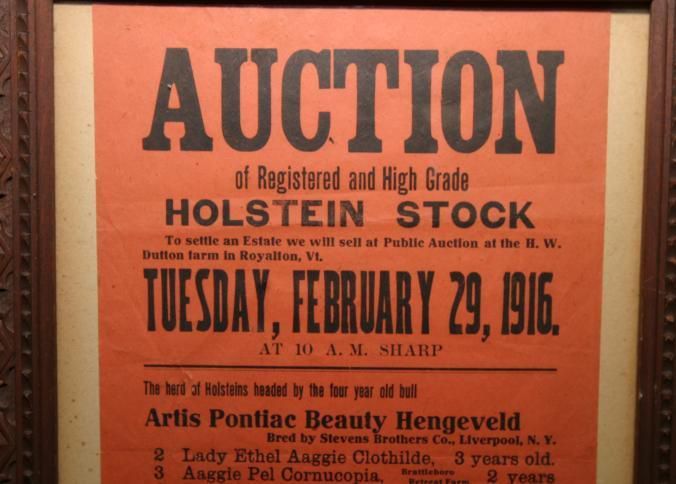 AUCTION
of Registered and High Grade
HOLSTEIN STOCK
To settle an Estate we will sell at Public Auction at the H. W.
Dutton farm in Royalton, Vt.
TUESDAY, FEBRUARY 29, 1916.
AT 10 A. M. SHARP
The herd of Holsteins headed by the four year old bull
Artis Pontiac Beauty Hengeveld
Bred by Stevens Brothers Co., Liverpool, N. Y.
2 Lady Ethel Aaggie Clothilde, 3 years old.
3 Aaggie Pel Cornucopia, Brattleboro Retreat Farm 2 years